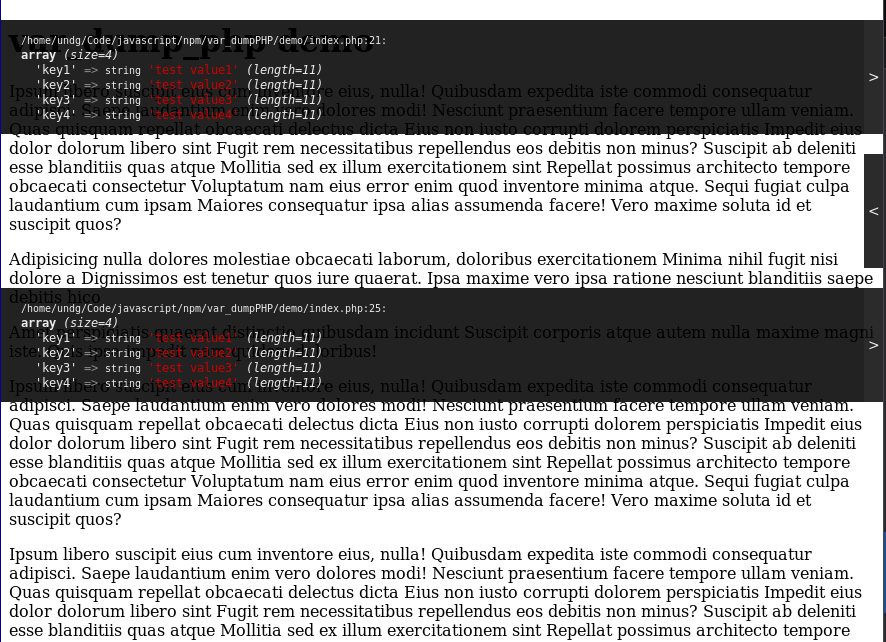 var_dump_php demo
/home/undg/Code/javascript/npm/var_dumpPHP/demo/index.php:21:
array (size=4)
'key1' => string 'test value1' (length=11)
'key2' => string 'test value2' (length=11)
'key3' => string 'test value3' (length=11)
'key4' => string 'test value4' (length=11)
>
Ipsum libero suscipit eius cum inventore eius, nulla! Quibusdam expedita iste commodi consequatur
adipisci. Saepe laudantium enim vero dolores modi! Nesciunt praesentium facere tempore ullam veniam.
Quas quisquam repellat obcaecati delectus dicta Eius non iusto corrupti dolorem perspiciatis Impedit eius
dolor dolorum libero sint Fugit rem necessitatibus repellendus eos debitis non minus? Suscipit ab deleniti
esse blanditiis quas atque Mollitia sed ex illum exercitationem sint Repellat possimus architecto tempore
obcaecati consectetur Voluptatum nam eius error enim quod inventore minima atque. Sequi fugiat culpa
laudantium cum ipsam Maiores consequatur ipsa alias assumenda facere! Vero maxime soluta id et
suscipit quos?
<
Adipisicing nulla dolores molestiae obcaecati laborum, doloribus exercitationem Minima nihil fugit nisi
dolore a Dignissimos est tenetur quos iure quaerat. Ipsa maxime vero ipsa ratione nesciunt blanditiis saepe
debitis hico
/home/undg/Code/javascript/npm/var_dumpPHP/demo/index.php:25:
array (size=4)
'key1' => string 'test value1' (length=11)
'key2' => string 'test value2' (length=11)
'key3' => string 'test value3' (length=11)
'key4' => string 'test value4' (length=11)
>
Amet perspiciatis quaerat distinctio quibusdam incidunt Suscipit corporis atque autem nulla maxime magni
iste!
Ipsum libero suscipit eius cum inventore eius, nulla! Quibusdam expedita iste commodi consequatur
adipisci. Saepe laudantium enim vero dolores modi! Nesciunt praesentium facere tempore ullam veniam.
Quas quisquam repellat obcaecati delectus dicta Eius non iusto corrupti dolorem perspiciatis Impedit eius
dolor dolorum libero sint Fugit rem necessitatibus repellendus eos debitis non minus? Suscipit ab deleniti
esse blanditiis quas atque Mollitia sed ex illum exercitationem sint Repellat possimus architecto tempore
obcaecati consectetur Voluptatum nam eius error enim quod inventore minima atque. Sequi fugiat culpa
laudantium cum ipsam Maiores consequatur ipsa alias assumenda facere! Vero maxime soluta id et
suscipit quos?
Ipsum libero suscipit eius cum inventore eius, nulla! Quibusdam expedita iste commodi consequatur
adipisci. Saepe laudantium enim vero dolores modi! Nesciunt praesentium facere tempore ullam veniam.
Quas quisquam repellat obcaecati delectus dicta Eius non iusto corrupti dolorem perspiciatis Impedit eius
dolor dolorum libero sint Fugit rem necessitatibus repellendus eos debitis non minus? Suscipit ab deleniti
esse blanditiis quas atque Mollitia sed ex illum exercitationem sint Repellat possimus architecto tempore